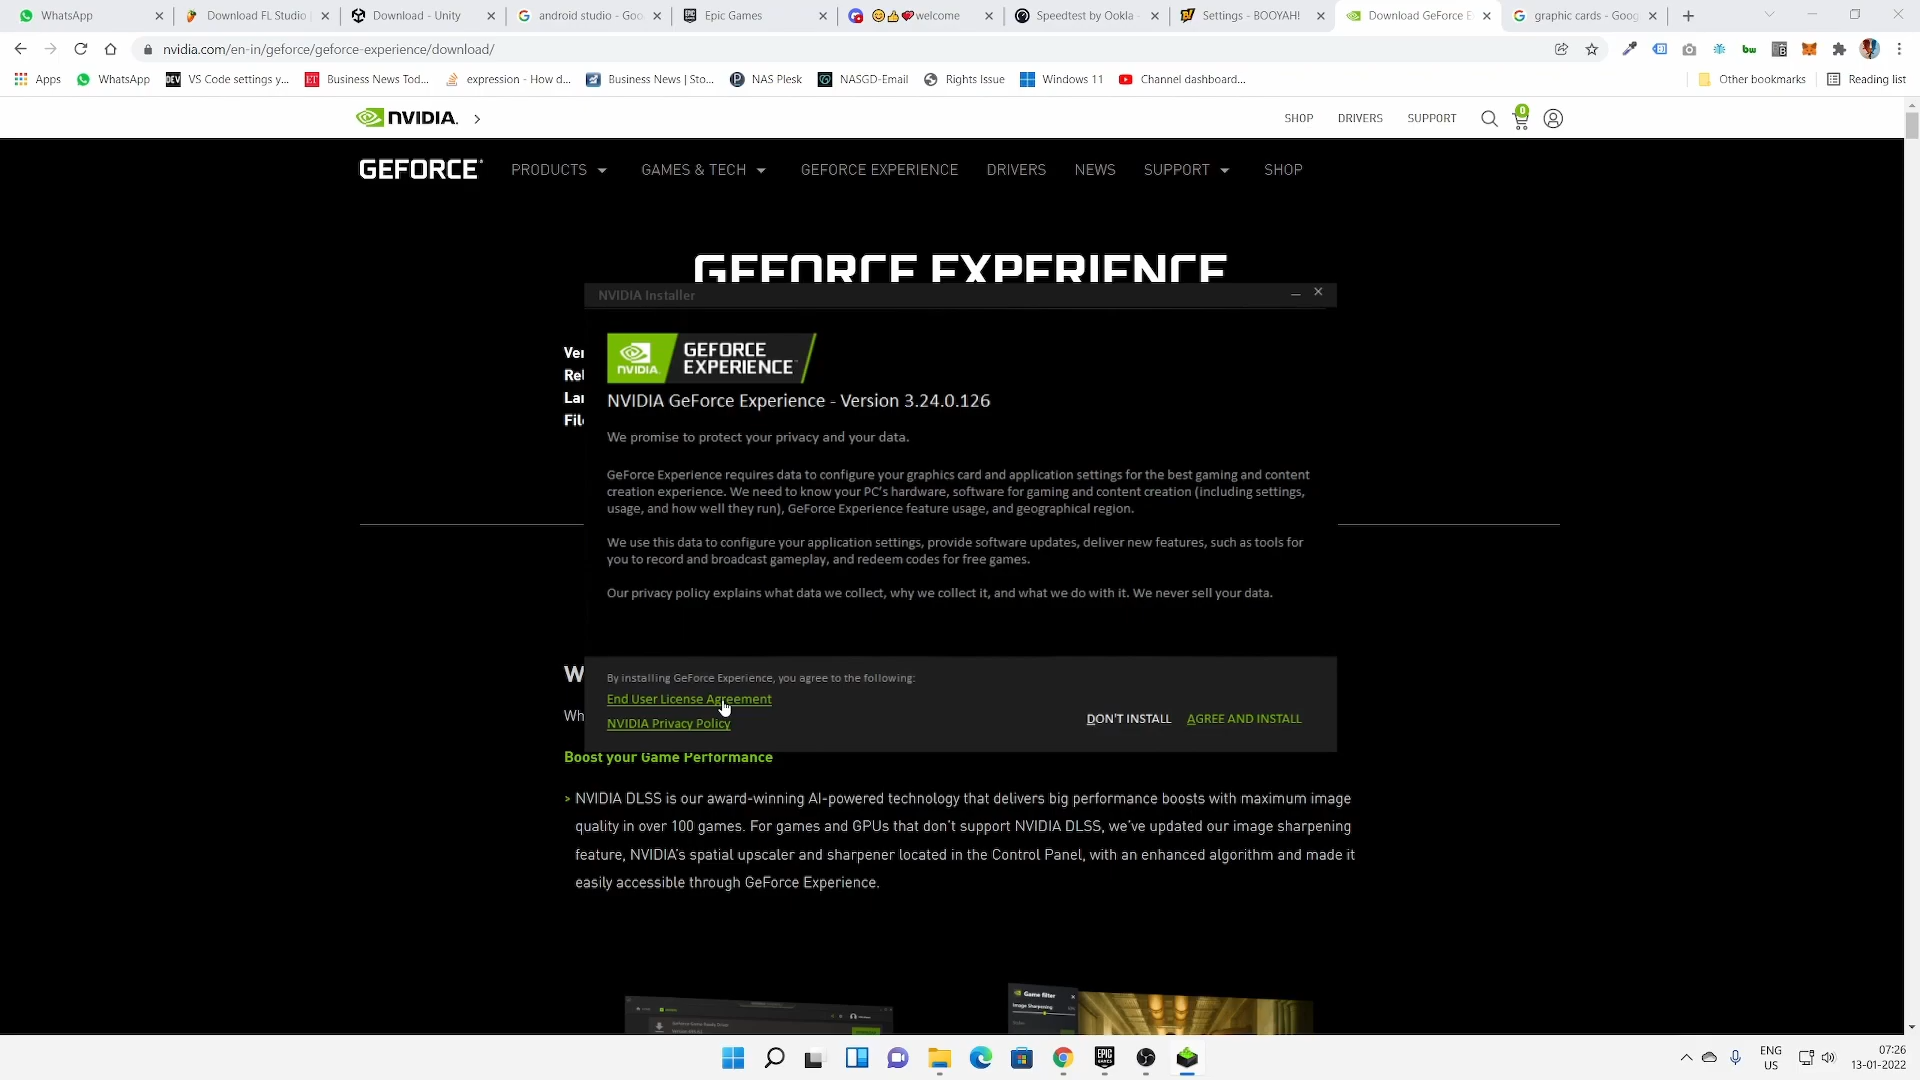 WhatsApp
Download FL Studio
Download - Unity
android studio - Goo
Epic Games
😊👍❤welcome
Speedtest by Ookla -
Settings - BOOYAH!
Download GeForce E
graphic cards - Goog
nvidia.com/en-in/geforce/geforce-experience/download/
Apps
WhatsApp
VS Code settings y...
Business News Tod...
expression - How d...
Business News | Sto...
NAS Plesk
NASGD-Email
Rights Issue
Windows 11
Channel dashboard...
Other bookmarks
Reading list
NVIDIA.
SHOP
DRIVERS
SUPPORT
0
GEFORCE
PRODUCTS
GAMES & TECH
GEFORCE EXPERIENCE
DRIVERS
NEWS
SUPPORT
SHOP
GEFORCE EXPERIENCE
NVIDIA Installer
NVIDIA.
GEFORCE
EXPERIENCE
NVIDIA GeForce Experience - Version 3.24.0.126
We promise to protect your privacy and your data.
GeForce Experience requires data to configure your graphics card and application settings for the best gaming and content
creation experience. We need to know your PC's hardware, software for gaming and content creation (including settings,
usage, and how well they run), GeForce Experience feature usage, and geographical region.
We use this data to configure your application settings, provide software updates, deliver new features, such as tools for
you to record and broadcast gameplay, and redeem codes for free games.
Our privacy policy explains what data we collect, why we collect it, and what we do with it. We never sell your data.
By installing GeForce Experience, you agree to the following:
End User License Agreement
NVIDIA Privacy Policy
DON'T INSTALL
AGREE AND INSTALL
Ver
Rel
Lan
File
W
Wh
Boost your Game Performance
> NVIDIA DLSS is our award-winning AI-powered technology that delivers big performance boosts with maximum image
quality in over 100 games. For games and GPUs that don't support NVIDIA DLSS, we've updated our image sharpening
feature, NVIDIA's spatial upscaler and sharpener located in the Control Panel, with an enhanced algorithm and made it
easily accessible through GeForce Experience.
Game filter
Image Sharpening
EPIC
GAMES
ENG
US
07:26
13-01-2022